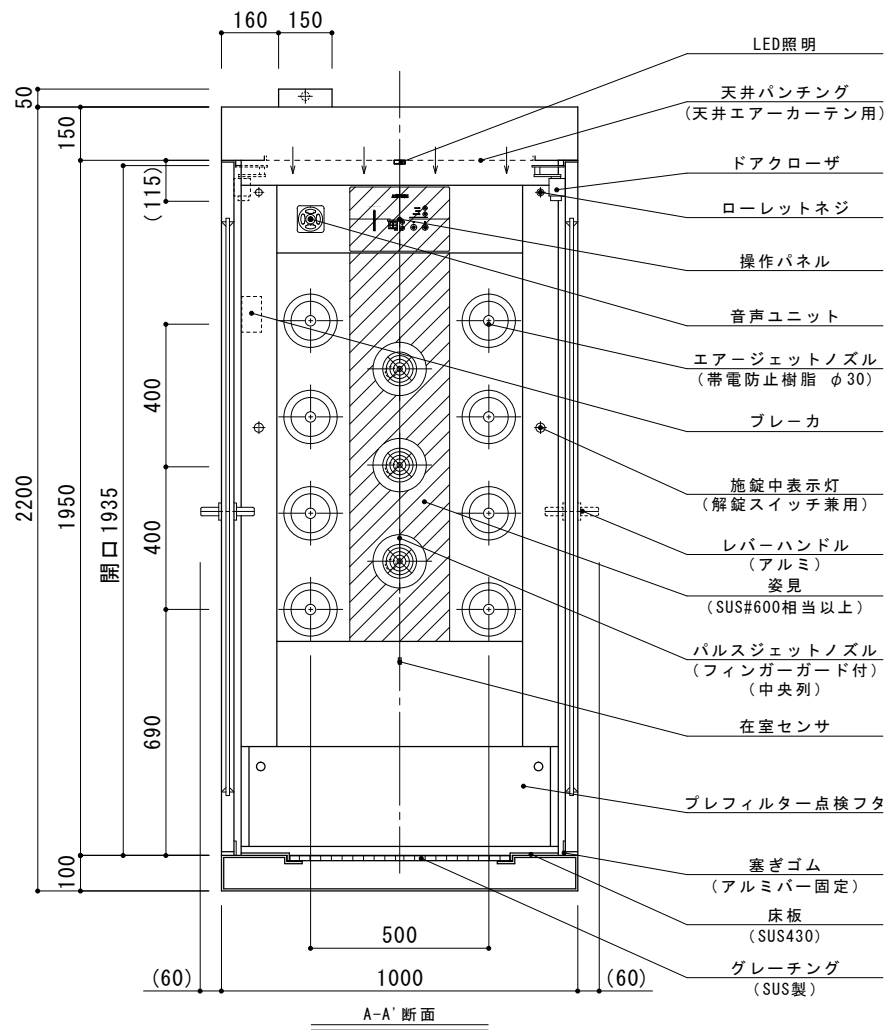 160
150
50
150
(115)
2200
1950
開口 1935
400
400
690
100
500
(60)
1000
(60)
A-A'断面
LED照明
天井パンチング
(天井エアーカーテン用)
ドアクローザ
ローレットネジ
操作パネル
音声ユニット
エアージェットノズル
(帯電防止樹脂 φ30)
ブレーカ
施錠中表示灯
(解錠スイッチ兼用)
レバーハンドル
(アルミ)
姿見
(SUS#600相当以上)
パルスジェットノズル
(フィンガーガード付)
(中央列)
在室センサ
プレフィルター点検フタ
塞ぎゴム
(アルミバー固定)
床板
(SUS430)
グレーチング
(SUS製)